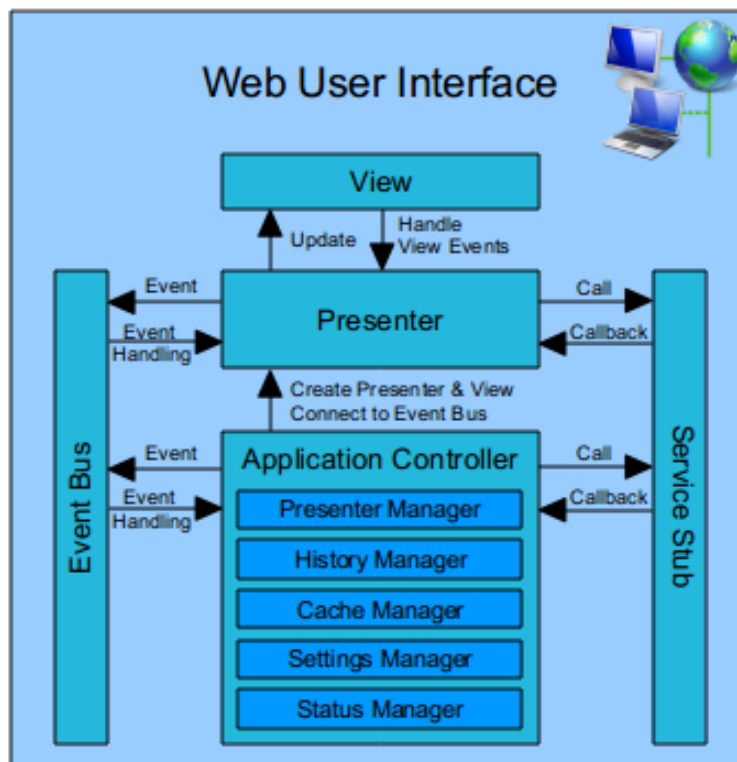 Web User Interface
View
Update
Handle
View Events
Event
Call
Presenter
Event
Handling
Callback
Create Presenter & View
Connect to Event Bus
Event
Application Controller
Call
Event
Handling
Callback
Presenter Manager
History Manager
Cache Manager
Settings Manager
Status Manager
Event Bus
Service Stub